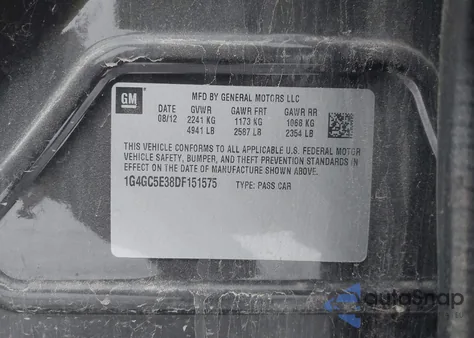 GM
MFD BY GENERAL MOTORS LLC
DATE GVWR GAWR FRT GAWR RR
08/12 2241 KG 1173 KG 1068 KG
4941 LB 2587 LB 2354 LB
THIS VEHICLE CONFORMS TO ALL APPLICABLE U.S. FEDERAL MOTOR
VEHICLE SAFETY, BUMPER, AND THEFT PREVENTION STANDARDS IN
EFFECT ON THE DATE OF MANUFACTURE SHOWN ABOVE.
1G4GC5E38DF151575 TYPE: PASS CAR
autoSnap